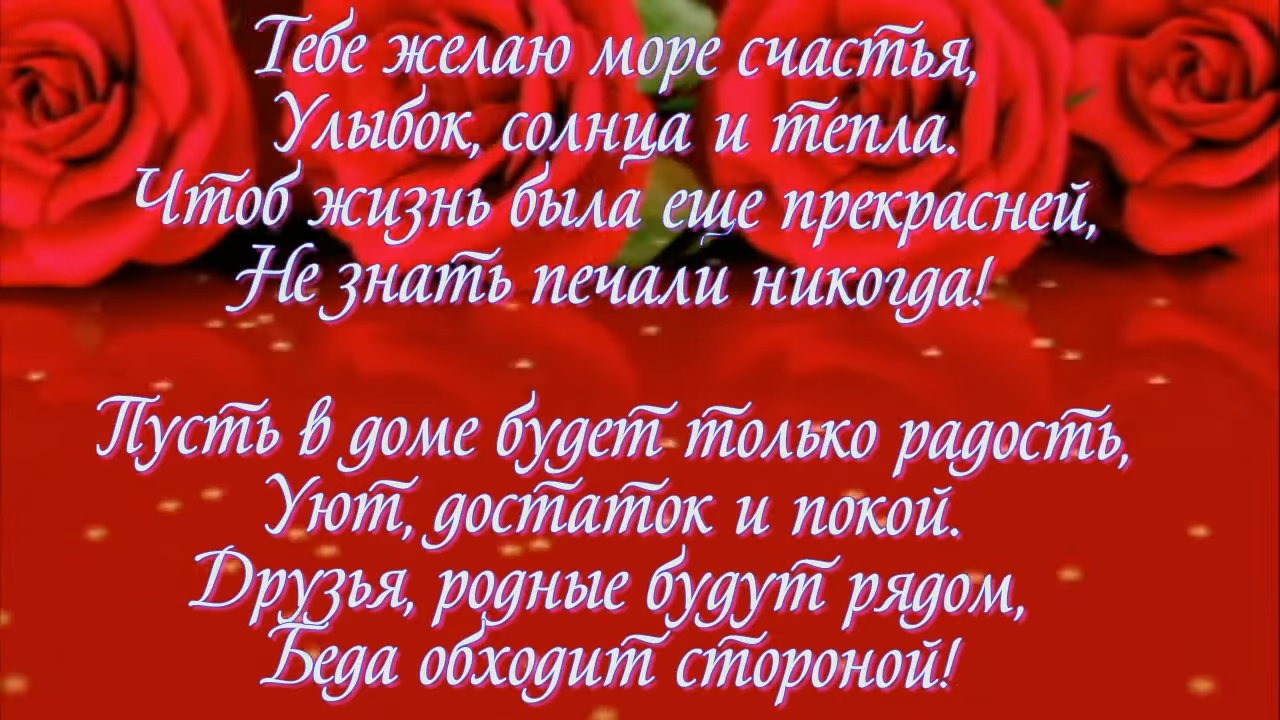 Тебе желаю море счастья,
Улыбок, солнца и тепла.
Чтоб жизнь была еще прекрасней,
Не знать печали никогда!
Пусть в доме будет только радость,
Уют, достаток и покой.
Друзья, родные будут рядом,
Беда обходит стороной!